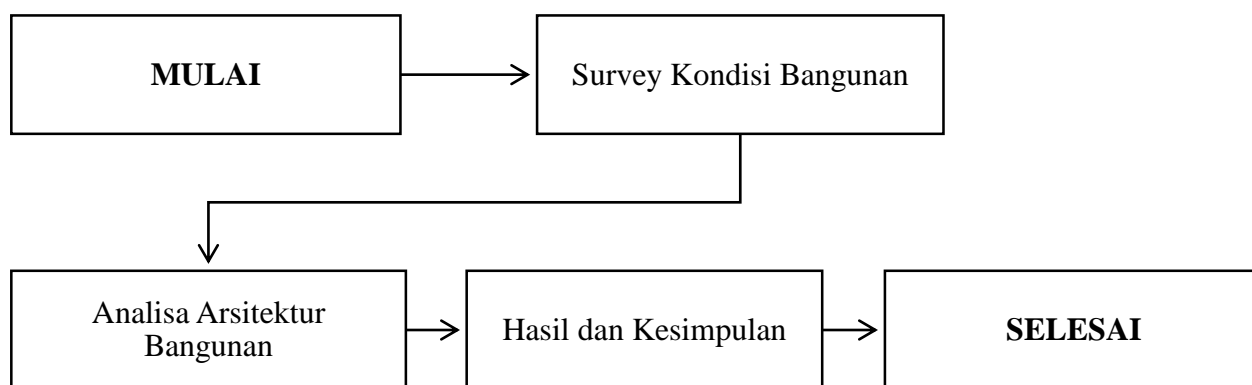 MULAI
Survey Kondisi Bangunan
Analisa Arsitektur
Bangunan
Hasil dan Kesimpulan
SELESAI